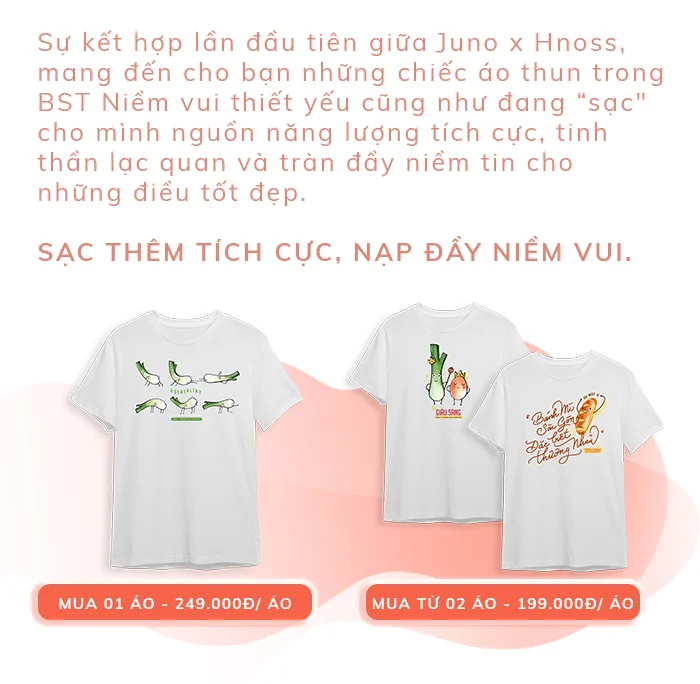 Sự kết hợp lần đầu tiên giữa Juno x Hnoss,
mang đến cho bạn những chiếc áo thun trong
BST Niềm vui thiết yếu cũng như đang “sạc"
cho mình nguồn năng lượng tích cực, tinh
thần lạc quan và tràn đầy niềm tin cho
những điều tốt đẹp.
SẠC THÊM TÍCH CỰC, NẠP ĐẦY NIỀM VUI.
GIÀU SANG
Bánh Mì
Sài Gòn
Đặc biệt
thương Nhau
MUA 01 ÁO - 249.000Đ/ ÁO
MUA TỪ 02 ÁO - 199.000Đ/ ÁO